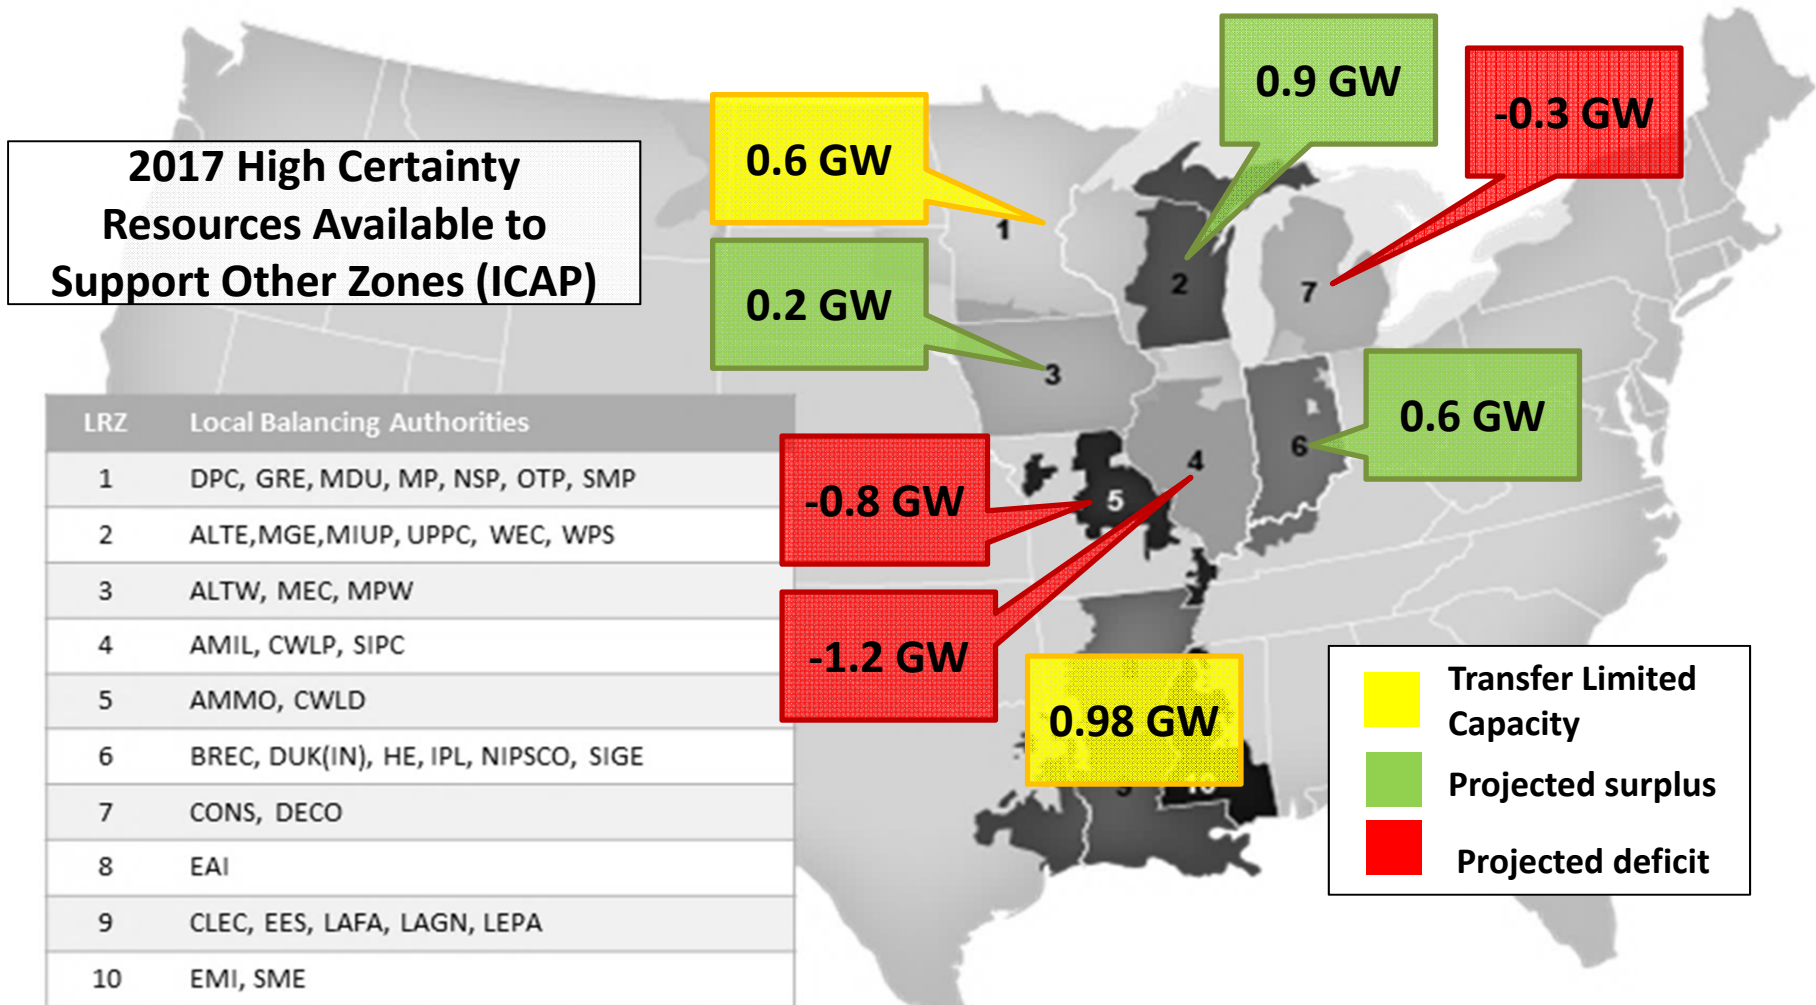 2017 High Certainty
Resources Available to
Support Other Zones (ICAP)
0.6 GW
0.9 GW
-0.3 GW
0.2 GW
0.6 GW
-0.8 GW
-1.2 GW
0.98 GW
1
2
7
3
4
6
5
9
10
LRZ Local Balancing Authorities
1 DPC, GRE, MDU, MP, NSP, OTP, SMP
2 ALTE,MGE,MIUP, UPPC, WEC, WPS
3 ALTW, MEC, MPW
4 AMIL, CWLP, SIPC
5 AMMO, CWLD
6 BREC, DUK(IN), HE, IPL, NIPSCO, SIGE
7 CONS, DECO
8 EAI
9 CLEC, EES, LAFA, LAGN, LEPA
10 EMI, SME
Transfer Limited
Capacity
Projected surplus
Projected deficit